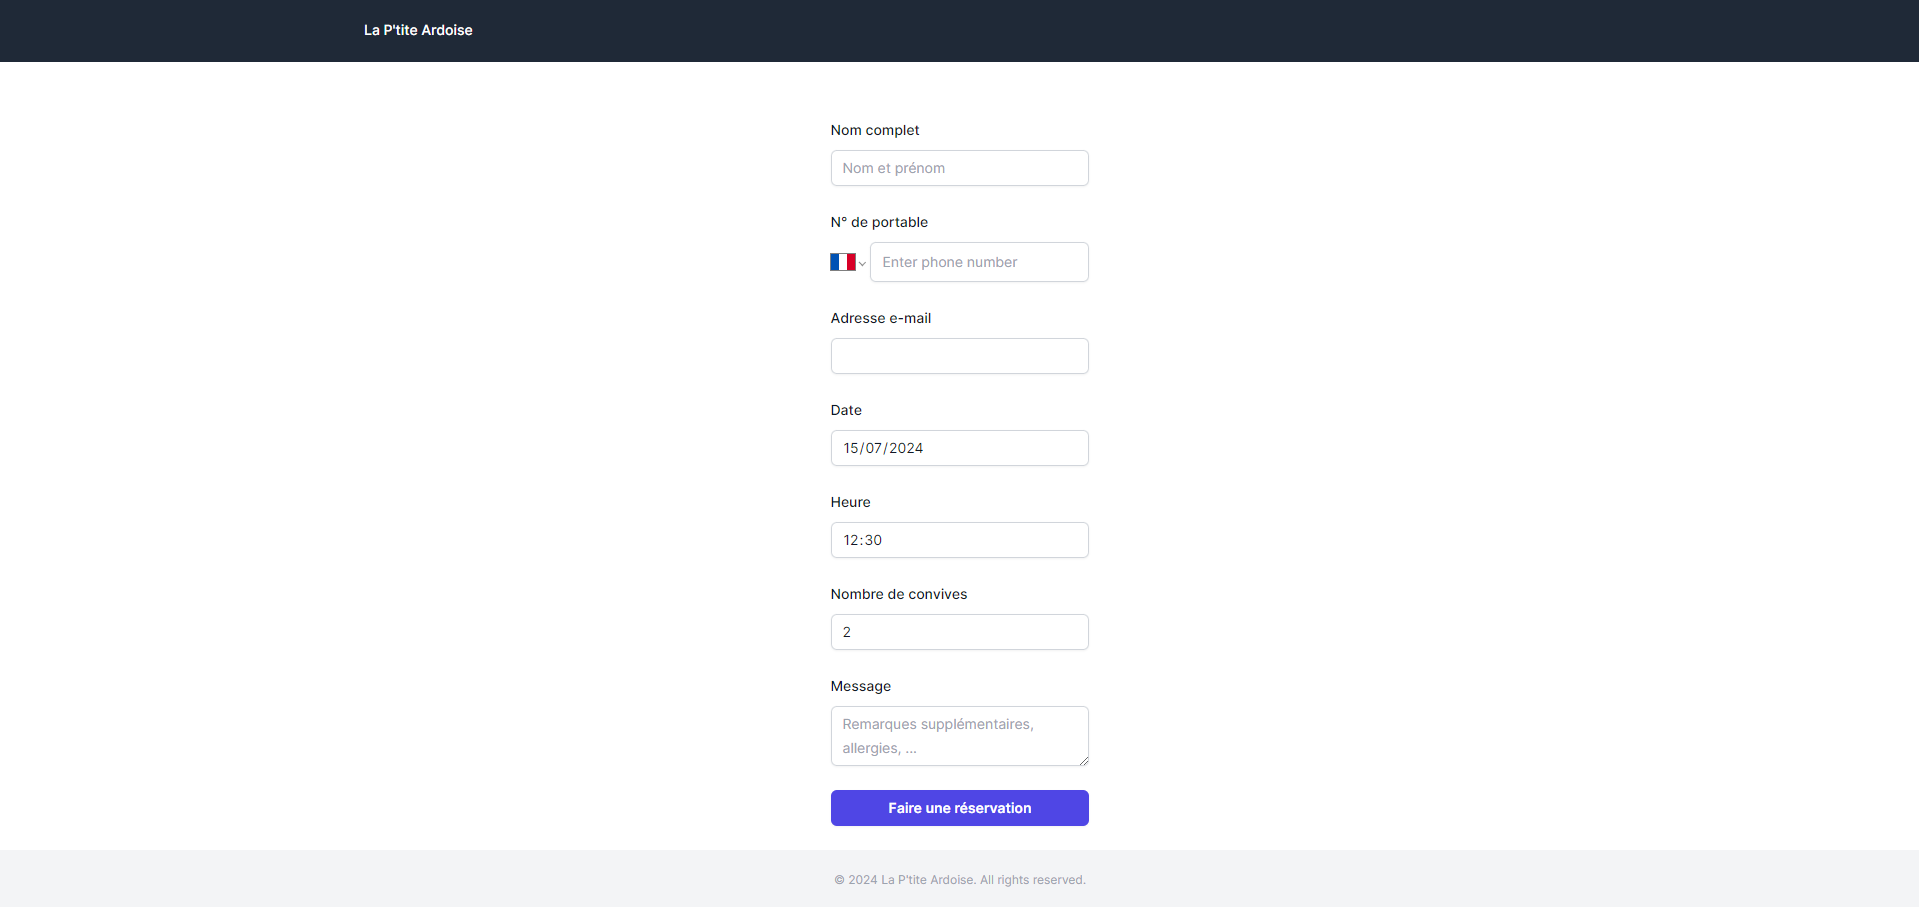 La P'tite Ardoise
Nom complet
Nom et prénom
N° de portable
Enter phone number
Adresse e-mail
Date
15/07/2024
Heure
12:30
Nombre de convives
2
Message
Remarques supplémentaires,
allergies, ...
Faire une réservation
© 2024 La P'tite Ardoise. All rights reserved.